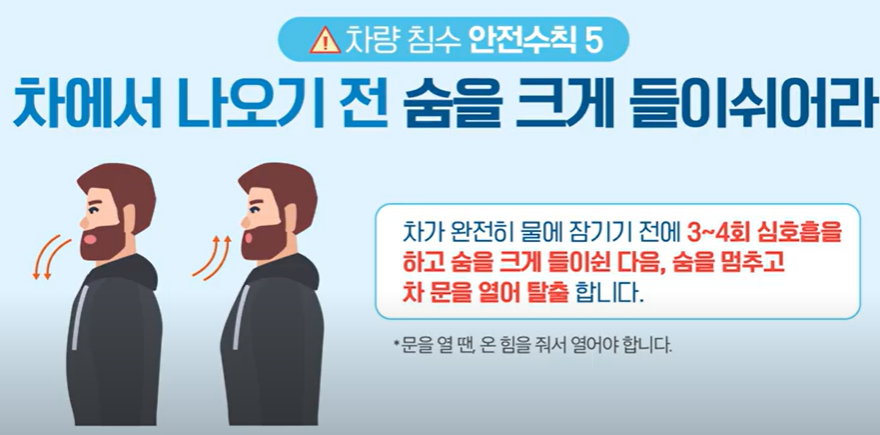 차량 침수 안전수칙 5
차에서 나오기 전 숨을 크게 들이쉬어라
차가 완전히 물에 잠기기 전에 3~4회 심호흡을
하고 숨을 크게 들이쉰 다음, 숨을 멈추고
차 문을 열어 탈출 합니다.
*문을 열 땐, 온 힘을 줘서 열어야 합니다.